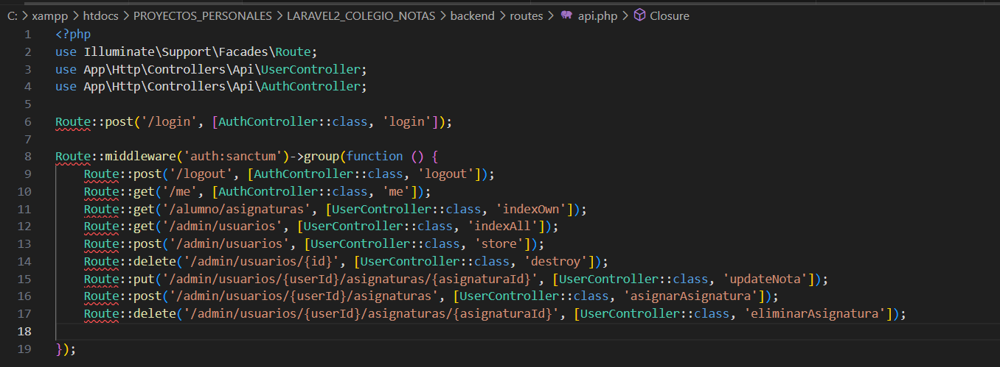 C: > xampp > htdocs > PROYECTOS_PERSONALES > LARAVEL2_COLEGIO_NOTAS > backend > routes > api.php > Closure
1 <?php
2 use Illuminate\Support\Facades\Route;
3 use App\Http\Controllers\Api\UserController;
4 use App\Http\Controllers\Api\AuthController;
5
6 Route::post('/login', [AuthController::class, 'login']);
7
8 Route::middleware('auth:sanctum')->group(function () {
9     Route::post('/logout', [AuthController::class, 'logout']);
10     Route::get('/me', [AuthController::class, 'me']);
11     Route::get('/alumno/asignaturas', [UserController::class, 'indexOwn']);
12     Route::get('/admin/usuarios', [UserController::class, 'indexAll']);
13     Route::post('/admin/usuarios', [UserController::class, 'store']);
14     Route::delete('/admin/usuarios/{id}', [UserController::class, 'destroy']);
15     Route::put('/admin/usuarios/{userId}/asignaturas/{asignaturaId}', [UserController::class, 'updateNota']);
16     Route::post('/admin/usuarios/{userId}/asignaturas', [UserController::class, 'asignarAsignatura']);
17     Route::delete('/admin/usuarios/{userId}/asignaturas/{asignaturaId}', [UserController::class, 'eliminarAsignatura']);
18
19 });